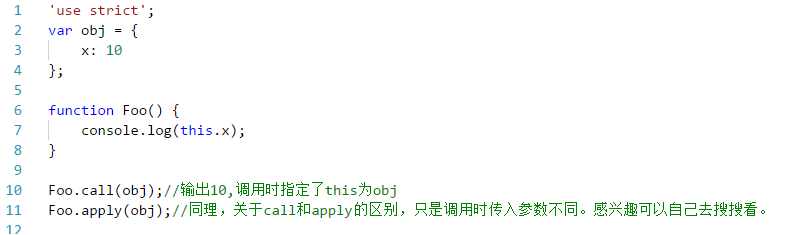 1 'use strict';
2 var obj = {
3     x: 10
4 };
5
6 function Foo() {
7     console.log(this.x);
8 }
9
10 Foo.call(obj);//输出10,调用时指定了this为obj
11 Foo.apply(obj);//同理，关于call和apply的区别，只是调用时传入参数不同。感兴趣可以自己去搜搜看。
12